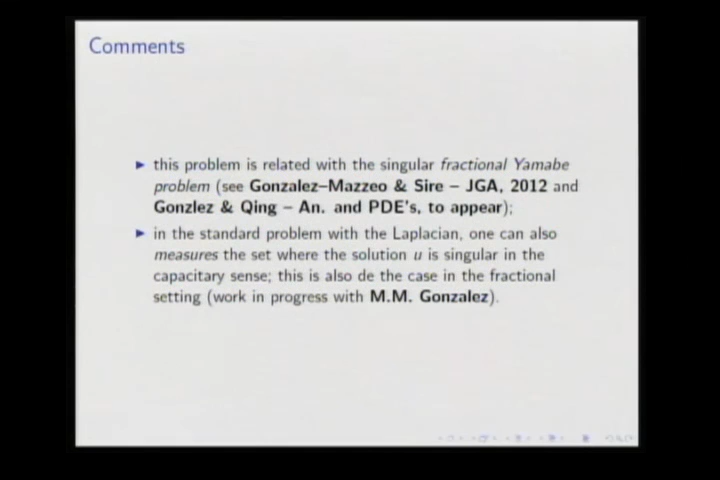 Comments
this problem is related with the singular fractional Yamabe
problem (see Gonzalez–Mazzeo & Sire – JGA, 2012 and
Gonzlez & Qing – An. and PDE's, to appear);
in the standard problem with the Laplacian, one can also
measures the set where the solution u is singular in the
capacitary sense; this is also de the case in the fractional
setting (work in progress with M.M. Gonzalez).